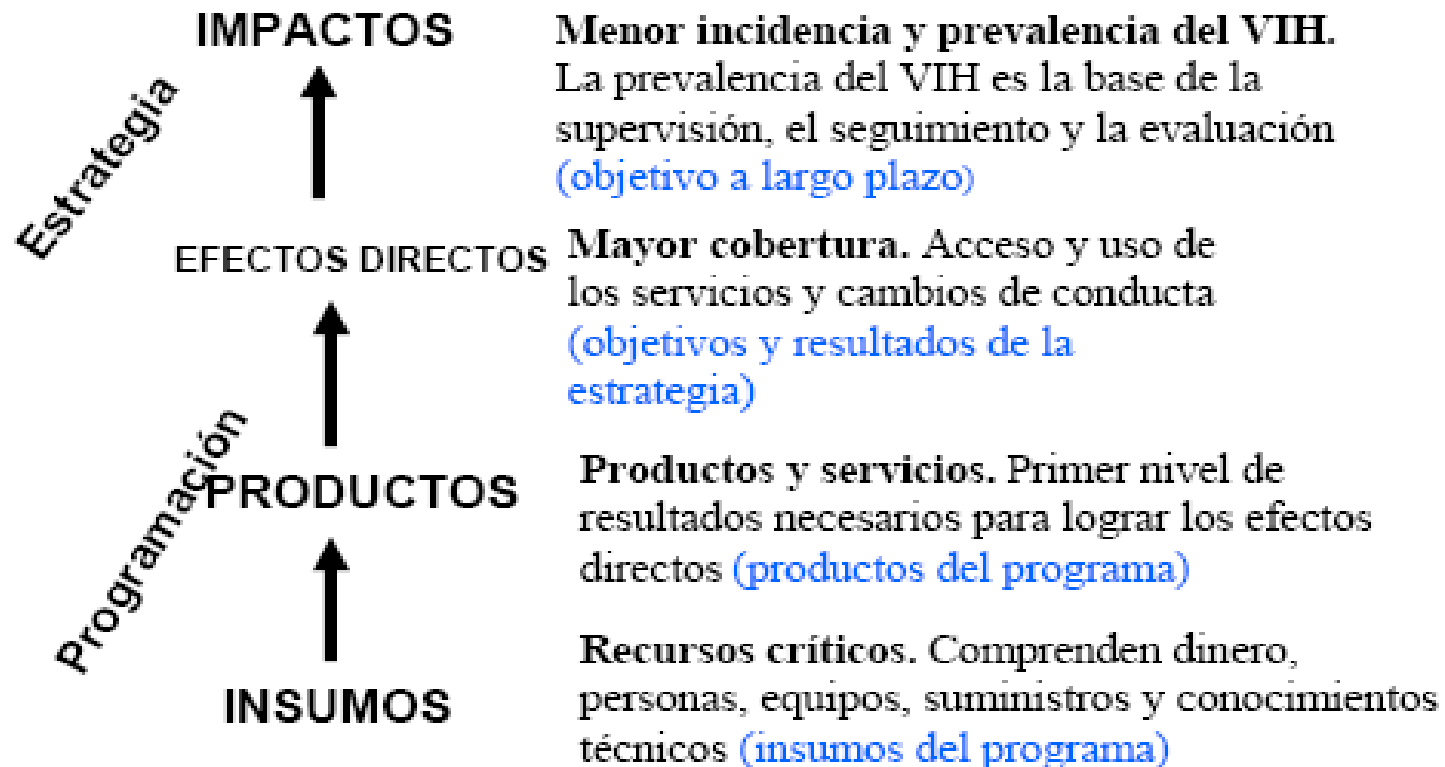 IMPACTOS
Menor incidencia y prevalencia del VIH.
La prevalencia del VIH es la base de la
supervisión, el seguimiento y la evaluación
(objetivo a largo plazo)
Estrategia
EFECTOS DIRECTOS
Mayor cobertura. Acceso y uso de
los servicios y cambios de conducta
(objetivos y resultados de la
estrategia)
Programación
PRODUCTOS
Productos y servicios. Primer nivel de
resultados necesarios para lograr los efectos
directos (productos del programa)
INSUMOS
Recursos críticos. Comprenden dinero,
personas, equipos, suministros y conocimientos
técnicos (insumos del programa)